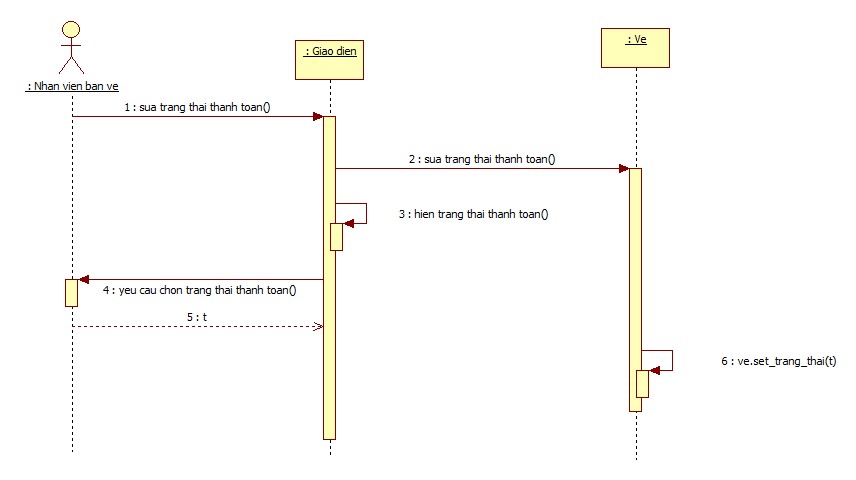 : Nhan vien ban ve
: Giao dien
: Ve
1 : sua trang thai thanh toan()
2 : sua trang thai thanh toan()
3 : hien trang thai thanh toan()
4 : yeu cau chon trang thai thanh toan()
5 : t
6 : ve.set_trang_thai(t)